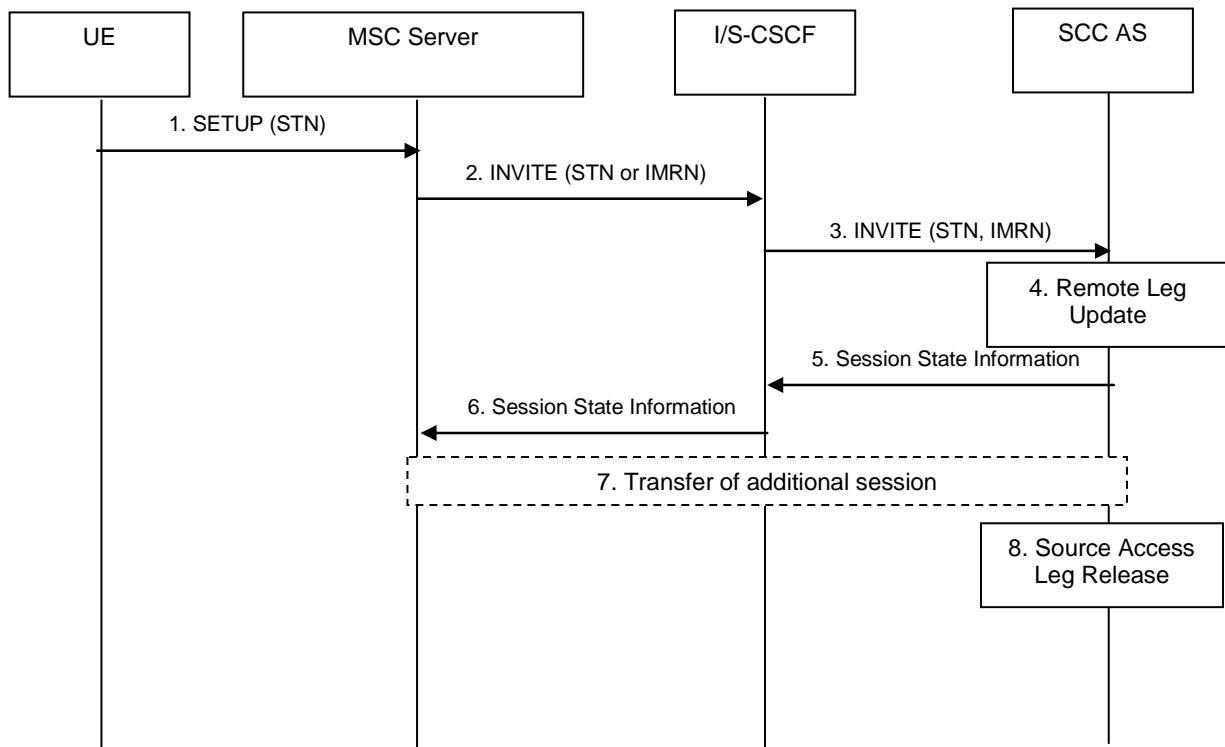 UE
MSC Server
I/S-CSCF
SCC AS
1. SETUP (STN)
2. INVITE (STN or IMRN)
3. INVITE (STN, IMRN)
4. Remote Leg
Update
5. Session State Information
6. Session State Information
7. Transfer of additional session
8. Source Access
Leg Release